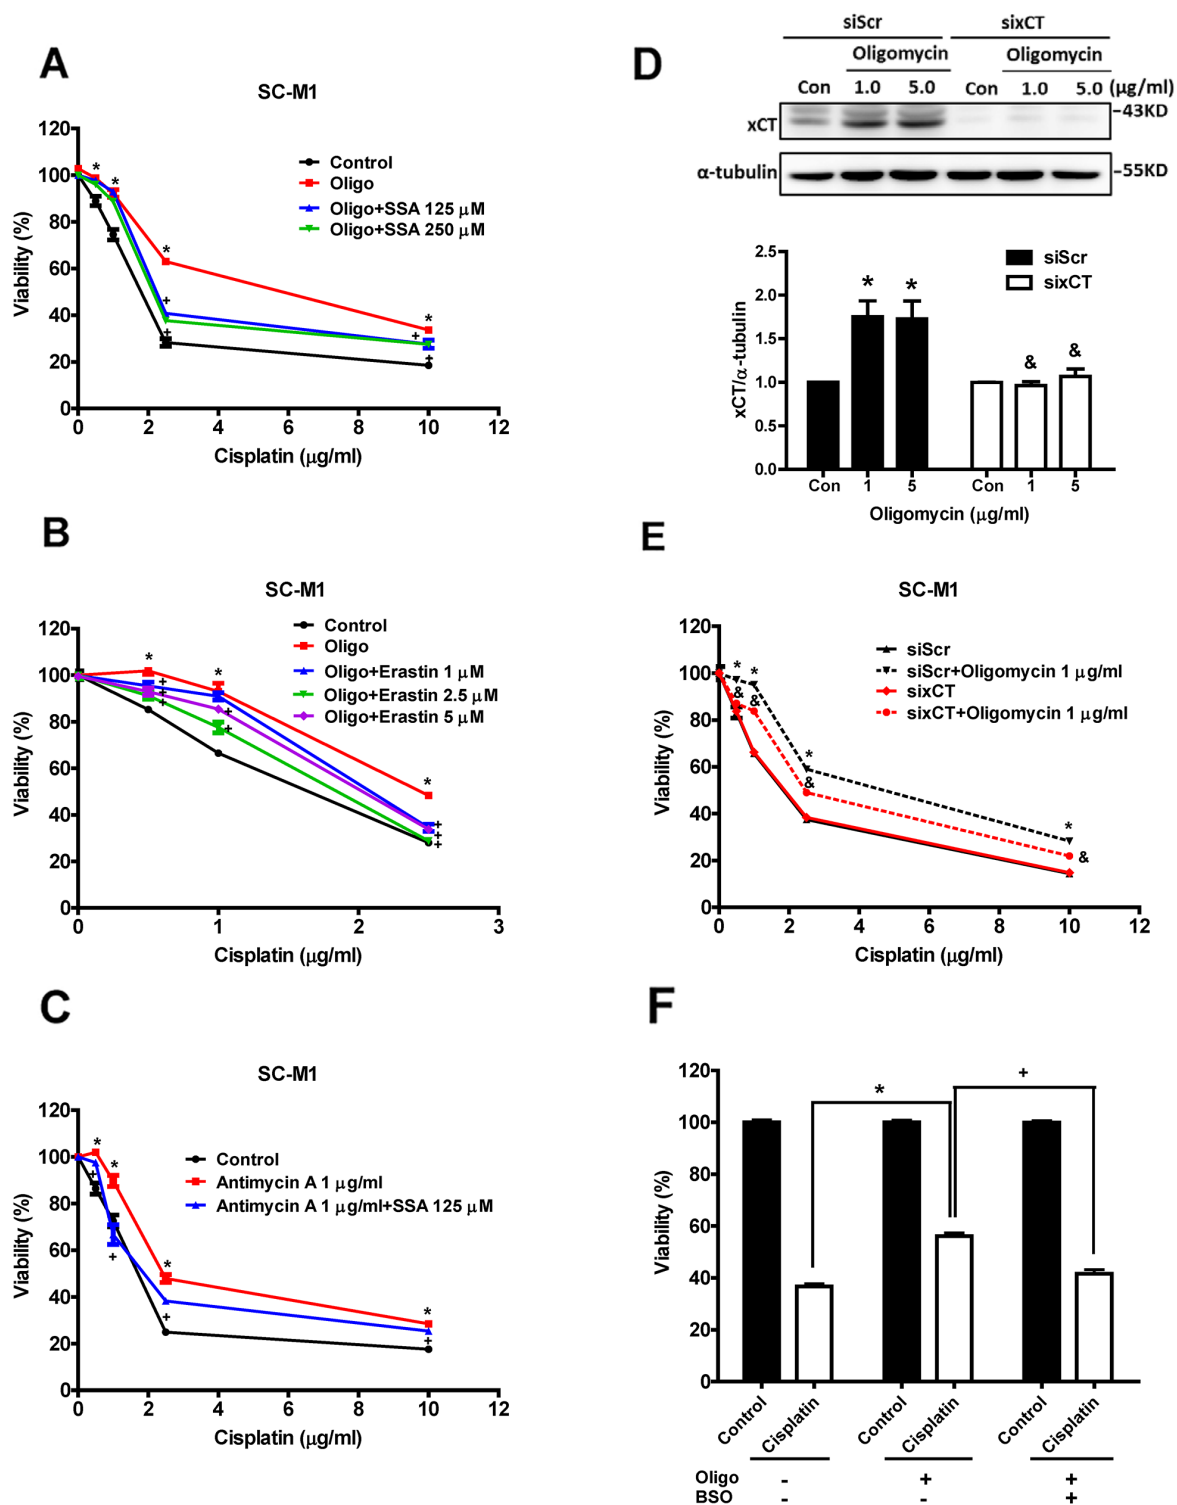 A
SC-M1
Viability (%)
120
100
80
60
40
20
0
0 2 4 6 8 10 12
Cisplatin (μg/ml)
Control
Oligo
Oligo+SSA 125 μM
Oligo+SSA 250 μM
* * * * + + + +
B
SC-M1
Viability (%)
120
100
80
60
40
20
0
0 1 2 3
Cisplatin (μg/ml)
Control
Oligo
Oligo+Erastin 1 μM
Oligo+Erastin 2.5 μM
Oligo+Erastin 5 μM
* * * + + + + + + + +
C
SC-M1
Viability (%)
120
100
80
60
40
20
0
0 2 4 6 8 10 12
Cisplatin (μg/ml)
Control
Antimycin A 1 μg/ml
Antimycin A 1 μg/ml+SSA 125 μM
* * * * + + + +
D
siScr sixCT
Oligomycin Oligomycin
Con 1.0 5.0 Con 1.0 5.0 (μg/ml)
xCT –43KD
α-tubulin –55KD
xCT/α-tubulin
2.5
2.0
1.5
1.0
0.5
0.0
siScr
sixCT
* * & &
Con 1 5 Con 1 5
Oligomycin (μg/ml)
E
SC-M1
Viability (%)
120
100
80
60
40
20
0
0 2 4 6 8 10 12
Cisplatin (μg/ml)
siScr
siScr+Oligomycin 1 μg/ml
sixCT
sixCT+Oligomycin 1 μg/ml
* * * * & & & &
F
Viability (%)
120
100
80
60
40
20
0
* +
Control Cisplatin Control Cisplatin Control Cisplatin
Oligo - + +
BSO - - +